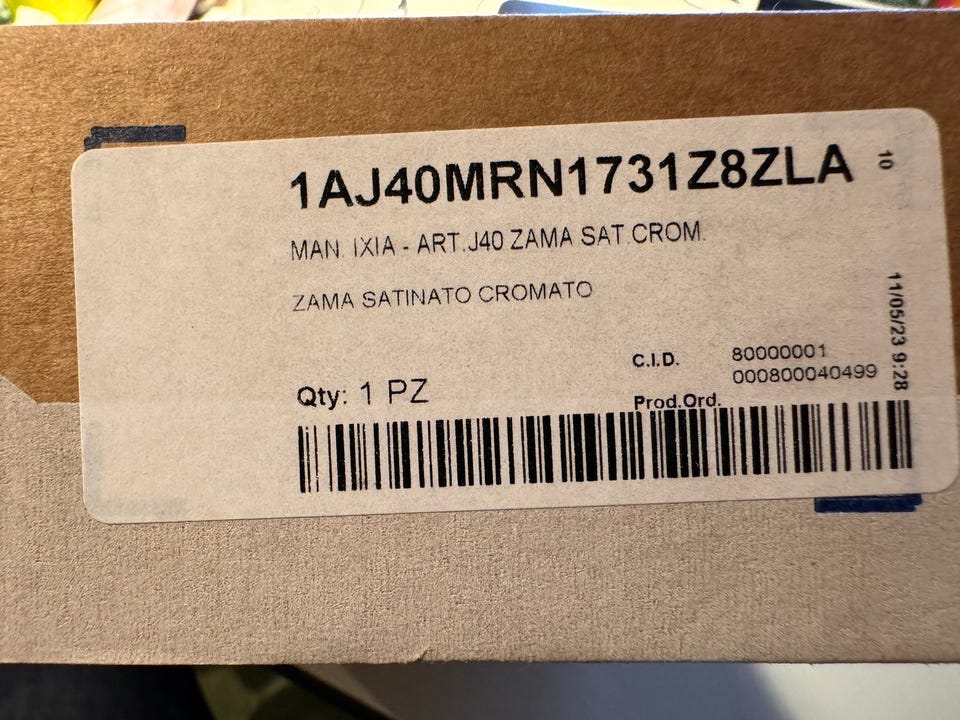 1AJ40MRN1731Z8ZLA
10
MAN. IXIA - ART.J40 ZAMA SAT.CROM.
ZAMA SATINATO CROMATO
11/05/23 9:28
C.I.D. 80000001
000800040499
Qty: 1 PZ
Prod.Ord.